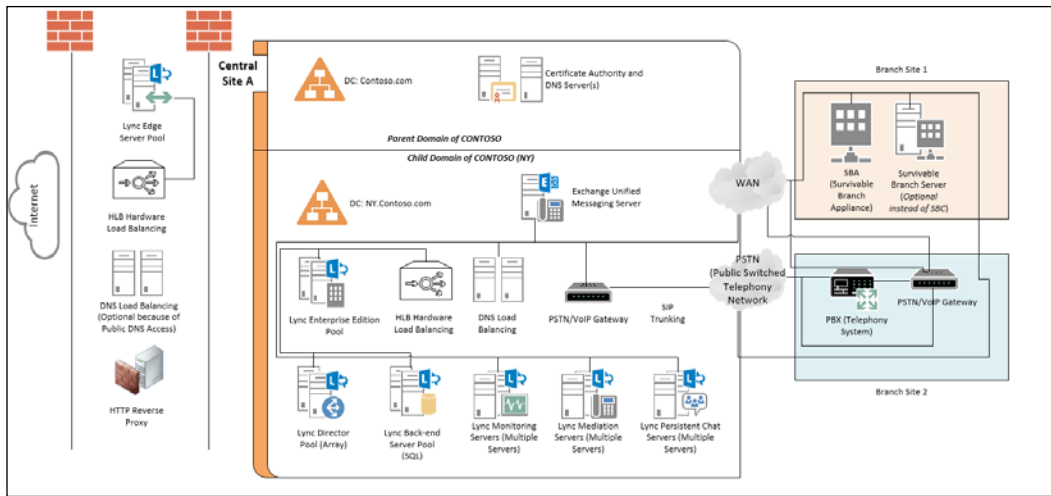 Internet
Lync Edge
Server Pool
HLB Hardware
Load Balancing
DNS Load Balancing
(Optional because of
Public DNS Access)
HTTP Reverse
Proxy
Central
Site A
DC: Contoso.com
Certificate Authority and
DNS Server(s)
Parent Domain of CONTOSO
Child Domain of CONTOSO (NY)
DC: NY.Contoso.com
Exchange Unified
Messaging Server
Lync Enterprise Edition
Pool
HLB Hardware
Load Balancing
DNS Load
Balancing
PSTN/VoIP Gateway
SIP
Trunking
Lync Director
Pool (Array)
Lync Back-end
Server Pool
(SQL)
Lync Monitoring
Servers (Multiple
Servers)
Lync Mediation
Servers (Multiple
Servers)
Lync Persistent Chat
Servers (Multiple
Servers)
WAN
PSTN
(Public Switched
Telephony
Network)
Branch Site 1
SBA
(Survivable
Branch
Appliance)
Survivable
Branch Server
(Optional
instead of SBC)
PBX (Telephony
System)
PSTN/VoIP Gateway
Branch Site 2